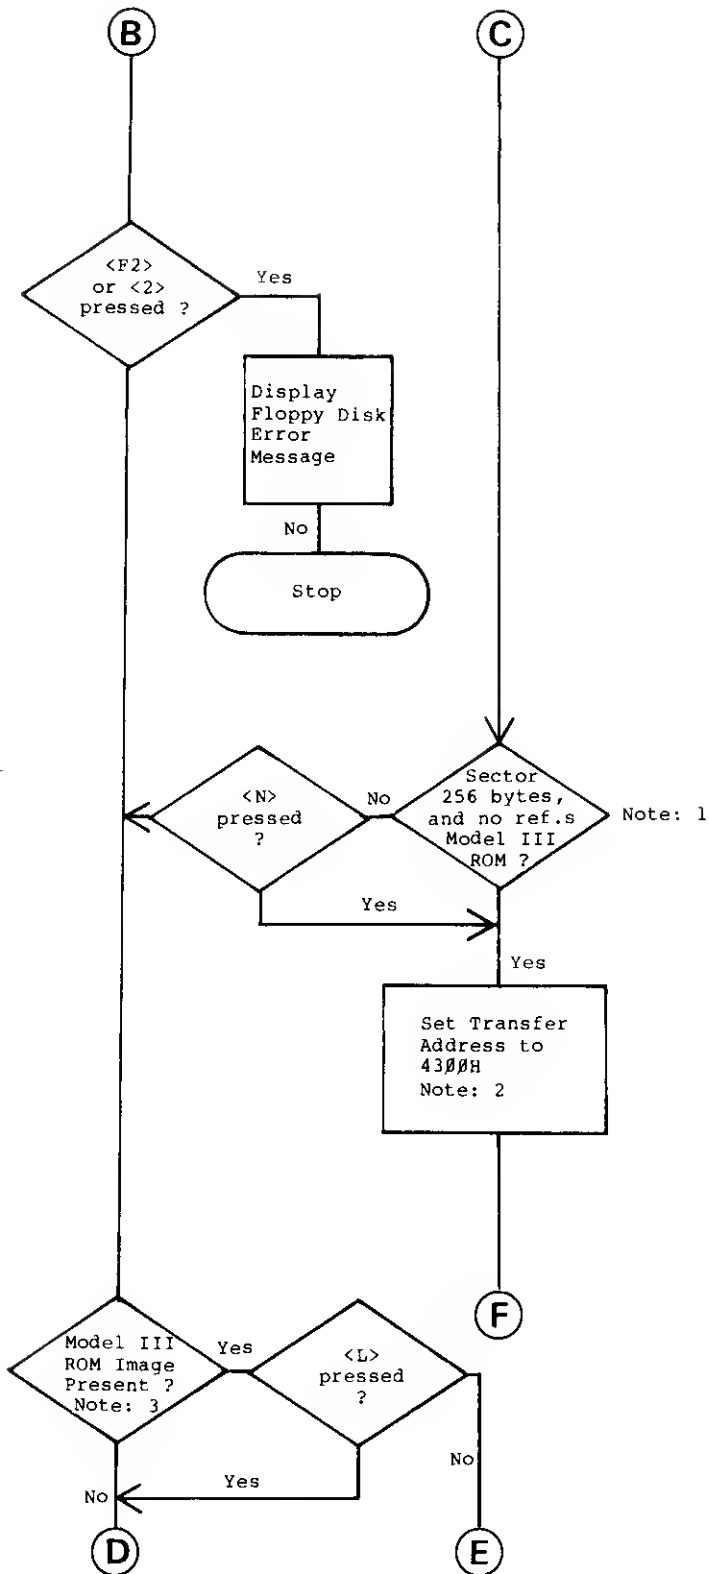 B
C
<F2>
or <2>
pressed ?
Yes
Display
Floppy Disk
Error
Message
No
Stop
<N>
pressed
?
No
Sector
256 bytes,
and no ref.s
Model III
ROM ?
Note: 1
Yes
Yes
Set Transfer
Address to
43ØØH
Note: 2
F
Model III
ROM Image
Present ?
Note: 3
Yes
<L>
pressed
?
No
Yes
No
D
E